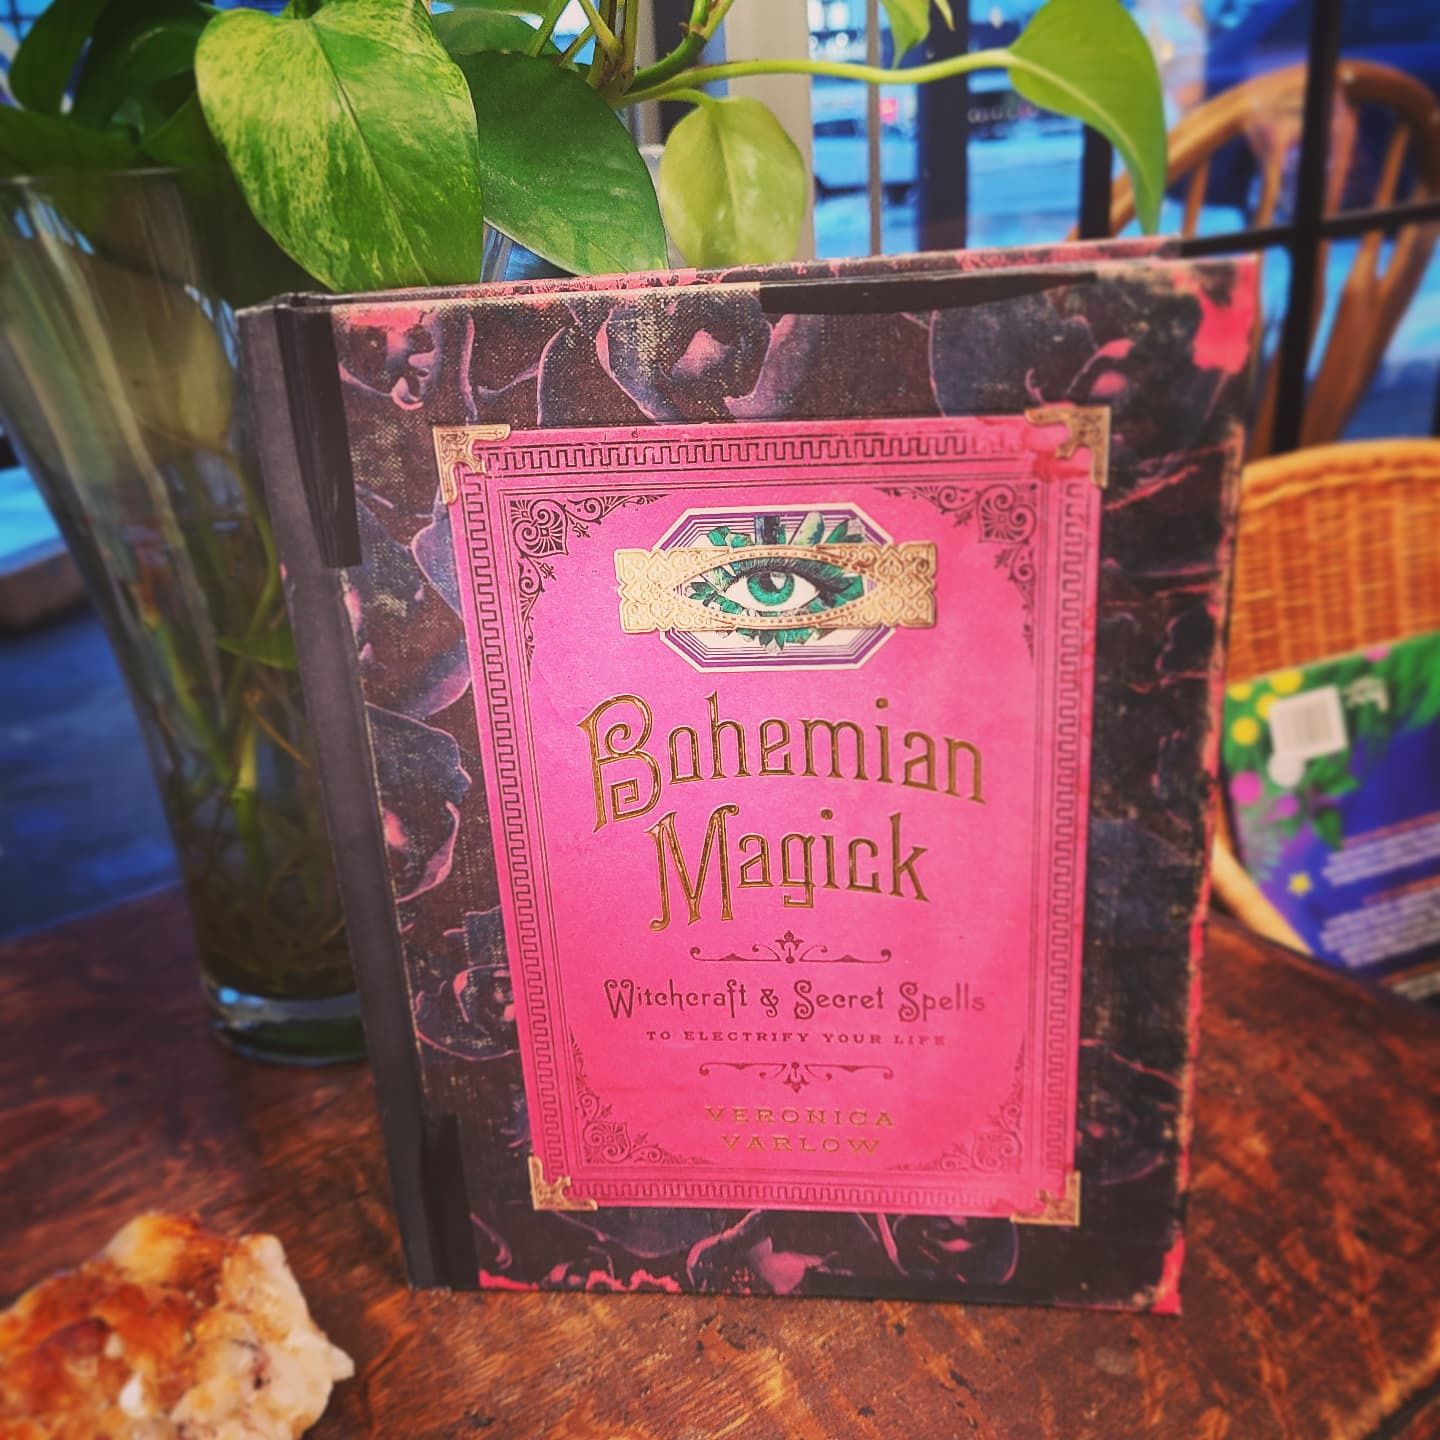 Bohemian
Magick
Witchcraft & Secret Spells
TO ELECTRIFY YOUR LIFE
VERONICA
VARLOW